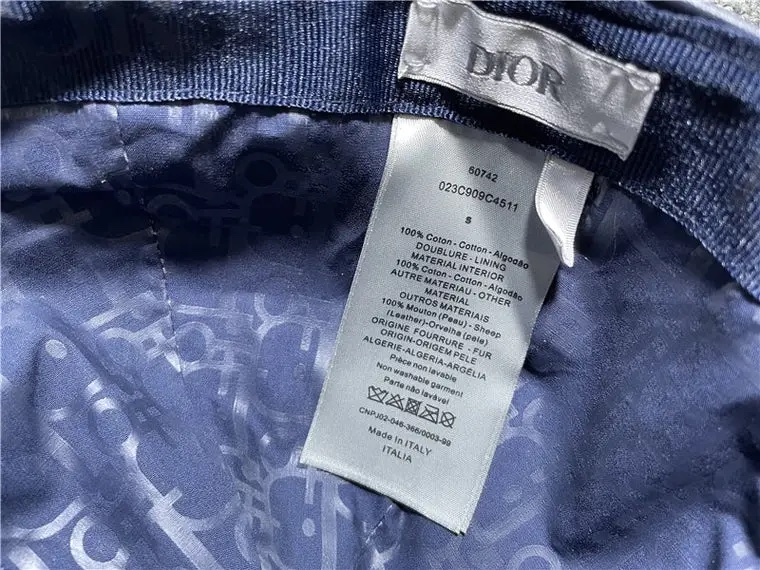 DIOR
60742
023C909C4511
S
100% Coton - Cotton - Algodão
DOUBLURE - LINING
MATERIAL INTERIOR
100% Coton - Cotton - Algodão
AUTRE MATERIAU - OTHER
MATERIAL
OUTROS MATERIAIS
100% Mouton (Peau) - Sheep
(Leather)-Orvelha (pele)
ORIGINE FOURRURE - FUR
ORIGIN-ORIGEM PELE
ALGERIE-ALGERIA-ARGÉLIA
Pièce non lavable
Non washable garment
Parte não lavável
CNPJ02-046-366/0003-99
Made in ITALY
ITALIA